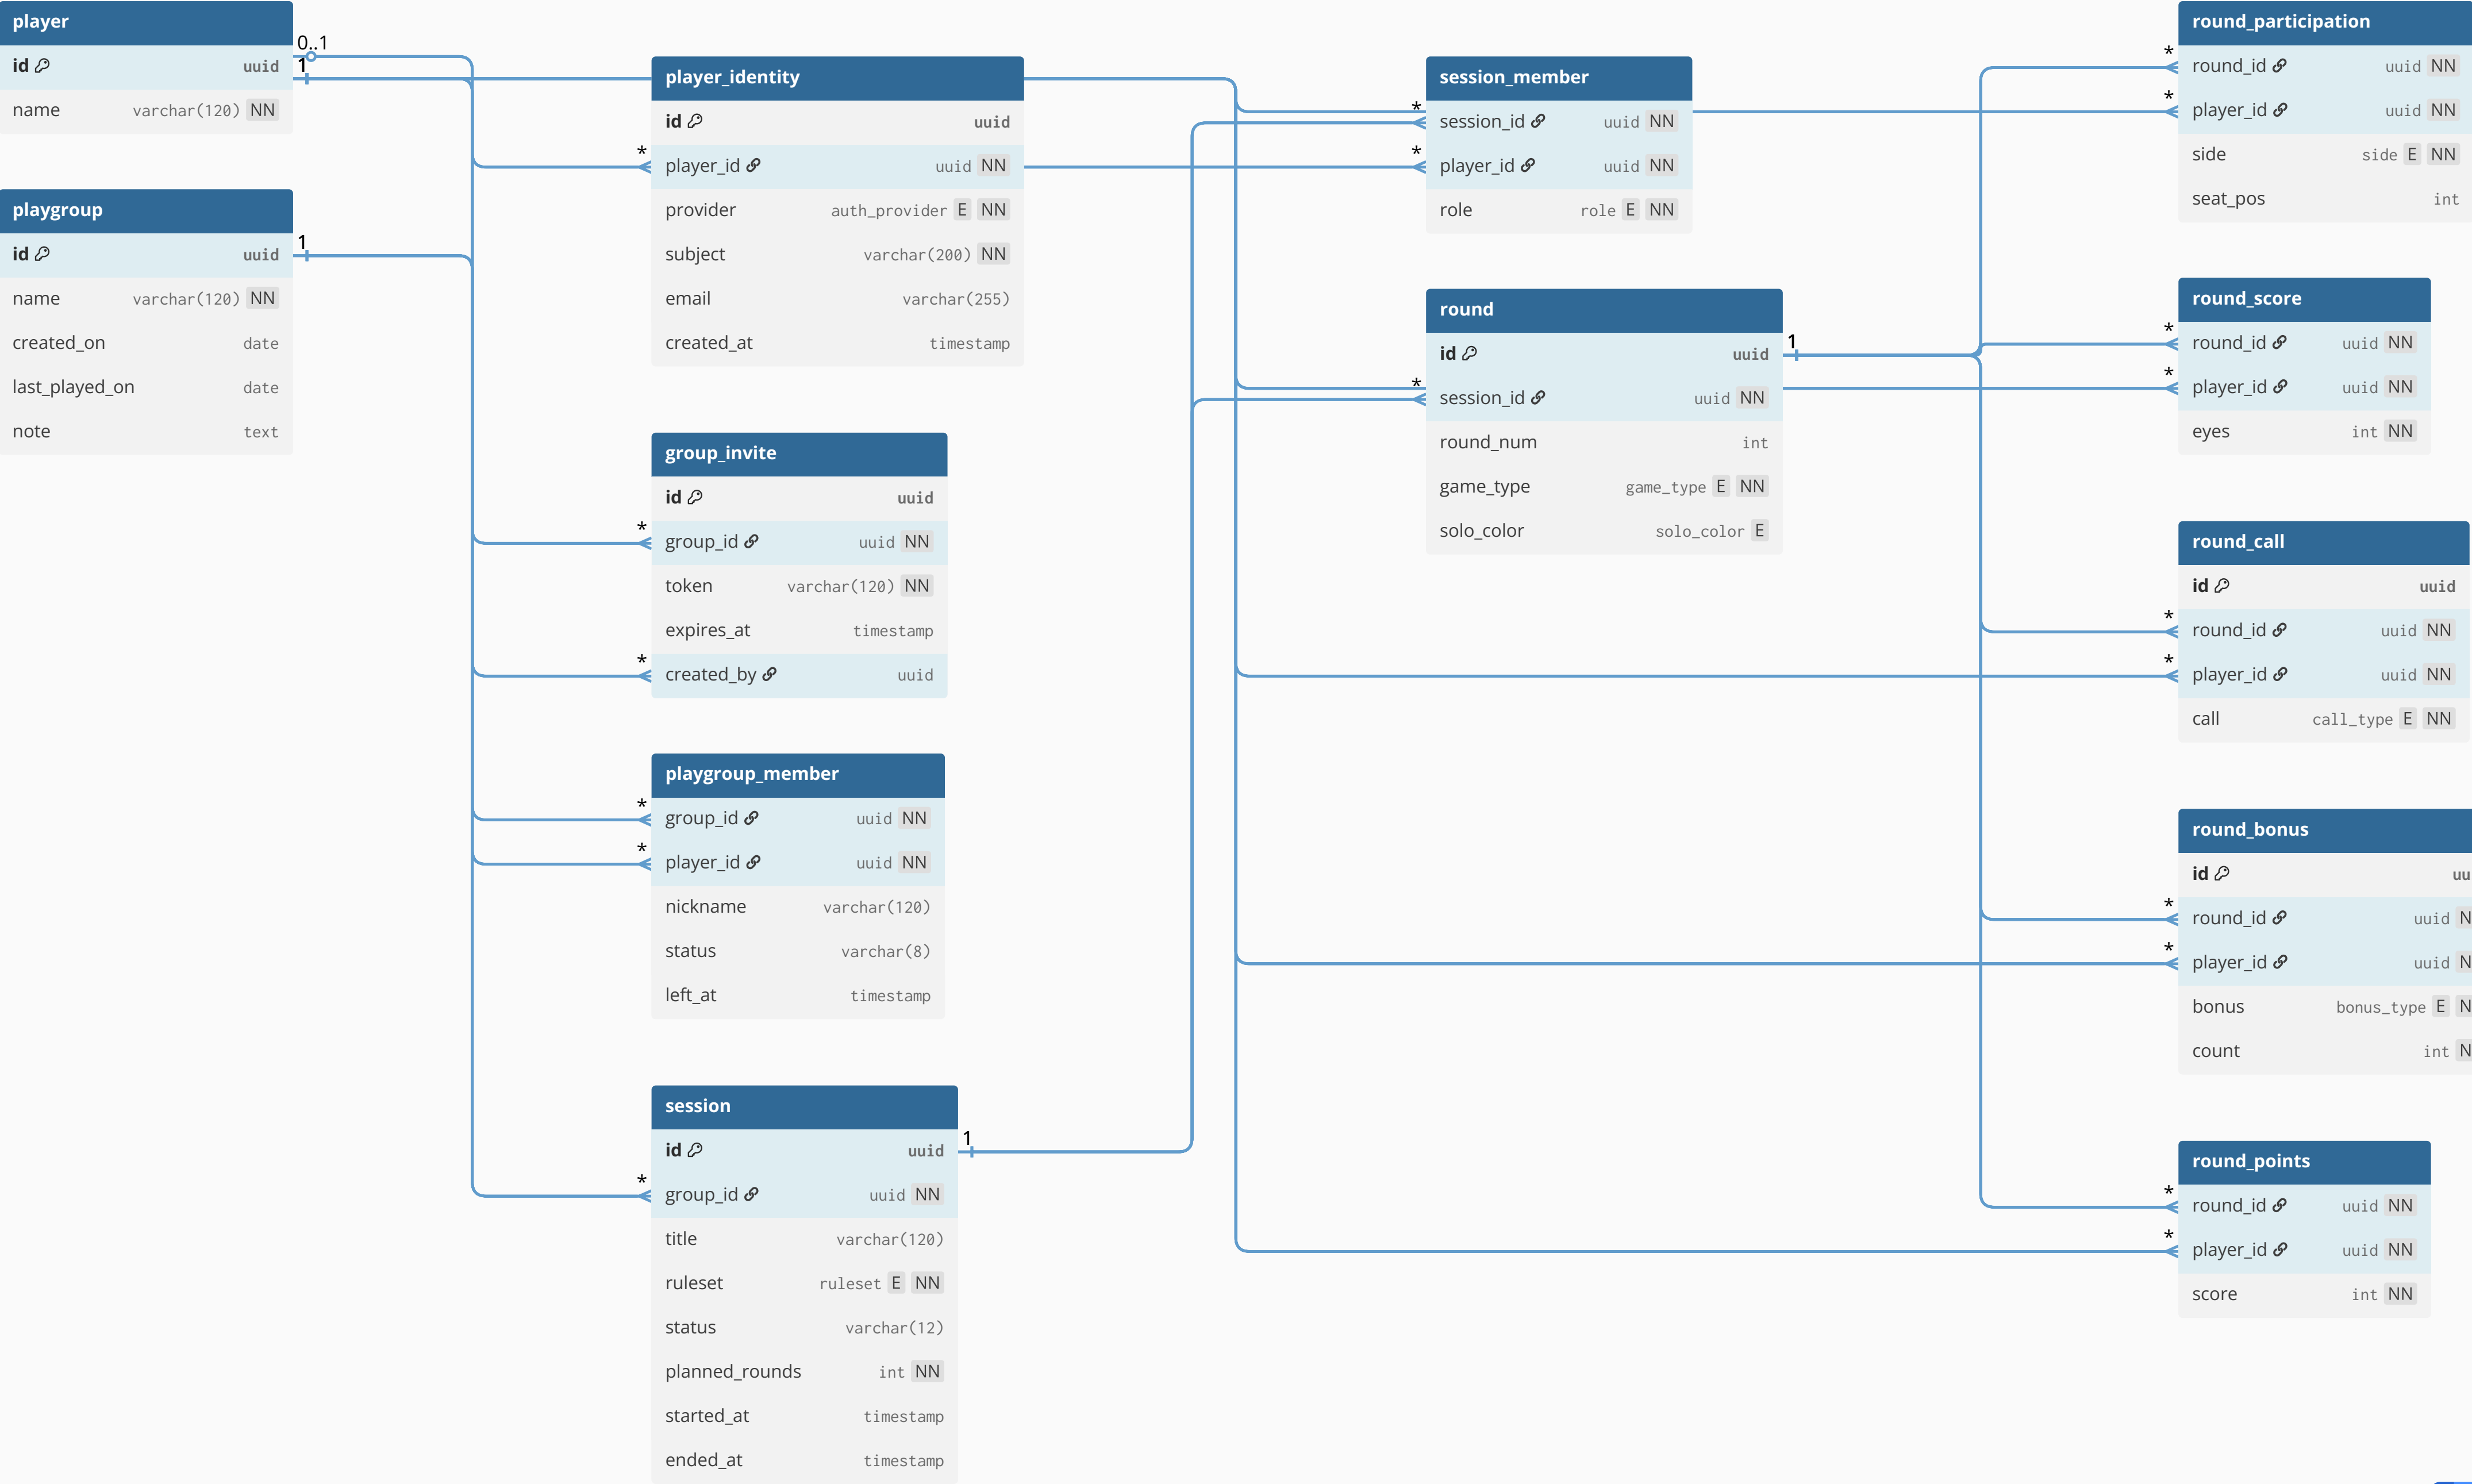 player
0..1
id uuid
1
name varchar(120) NN
playgroup
1
id uuid
name varchar(120) NN
created_on date
last_played_on date
note text
player_identity
id uuid
*
player_id uuid NN
provider auth_provider E NN
subject varchar(200) NN
email varchar(255)
created_at timestamp
group_invite
id uuid
*
group_id uuid NN
token varchar(120) NN
expires_at timestamp
*
created_by uuid
playgroup_member
*
group_id uuid NN
*
player_id uuid NN
nickname varchar(120)
status varchar(8)
left_at timestamp
session
1
id uuid
*
group_id uuid NN
title varchar(120)
ruleset ruleset E NN
status varchar(12)
planned_rounds int NN
started_at timestamp
ended_at timestamp
session_member
*
session_id uuid NN
*
player_id uuid NN
role role E NN
round
1
id uuid
*
session_id uuid NN
round_num int
game_type game_type E NN
solo_color solo_color E
round_participation
*
round_id uuid NN
*
player_id uuid NN
side side E NN
seat_pos int
round_score
*
round_id uuid NN
*
player_id uuid NN
eyes int NN
round_call
id uuid
*
round_id uuid NN
*
player_id uuid NN
call call_type E NN
round_bonus
id uu
*
round_id uuid N
*
player_id uuid N
bonus bonus_type E N
count int N
round_points
*
round_id uuid NN
*
player_id uuid NN
score int NN